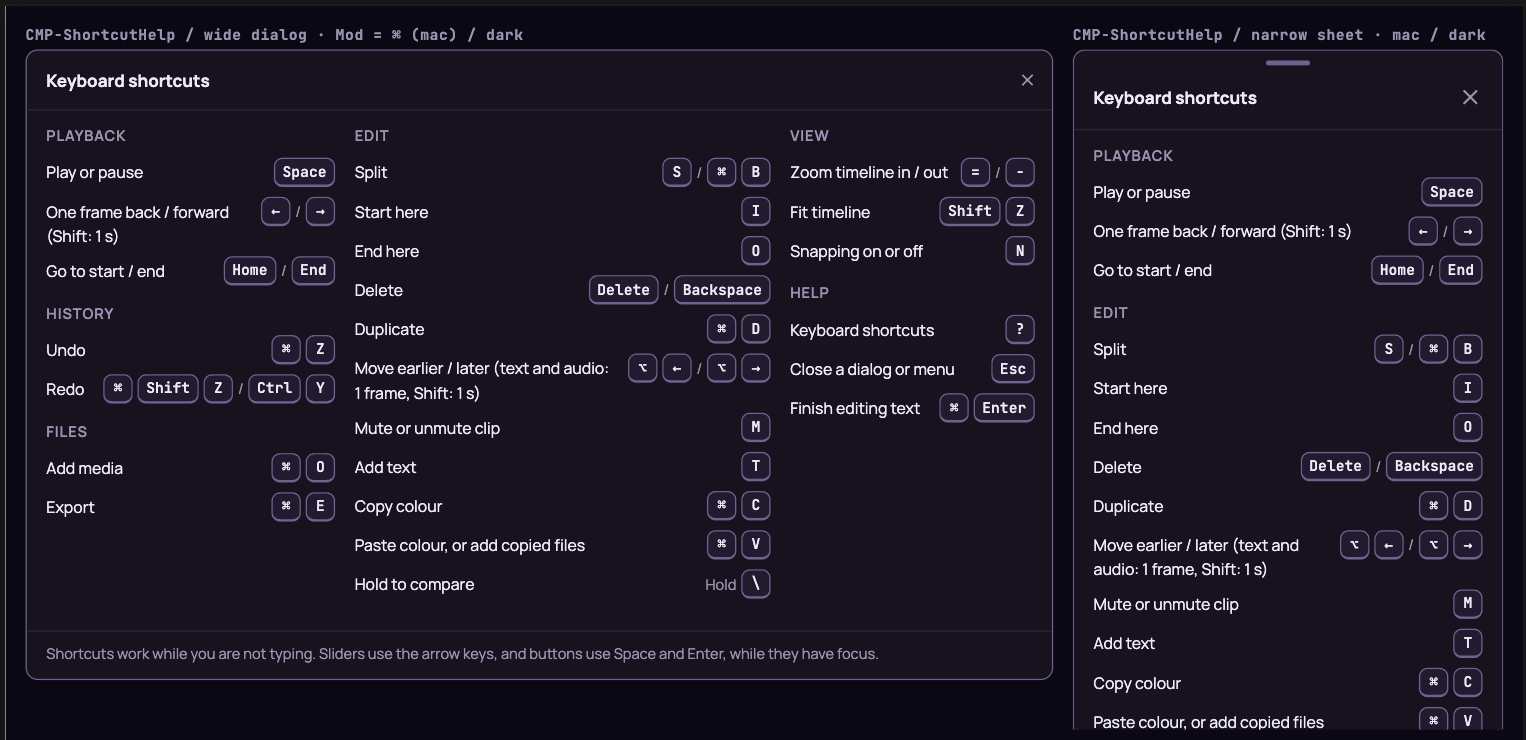 CMP-ShortcutHelp / wide dialog · Mod = ⌘ (mac) / dark
Keyboard shortcuts
PLAYBACK
Play or pause Space
One frame back / forward ← / →
(Shift: 1 s)
Go to start / end Home / End
HISTORY
Undo ⌘ Z
Redo ⌘ Shift Z / Ctrl Y
FILES
Add media ⌘ O
Export ⌘ E
EDIT
Split S / ⌘ B
Start here I
End here O
Delete Delete / Backspace
Duplicate ⌘ D
Move earlier / later (text and audio: ⌥ ← / ⌥ →
1 frame, Shift: 1 s)
Mute or unmute clip M
Add text T
Copy colour ⌘ C
Paste colour, or add copied files ⌘ V
Hold to compare Hold \
VIEW
Zoom timeline in / out = / -
Fit timeline Shift Z
Snapping on or off N
HELP
Keyboard shortcuts ?
Close a dialog or menu Esc
Finish editing text ⌘ Enter
Shortcuts work while you are not typing. Sliders use the arrow keys, and buttons use Space and Enter, while they have focus.
CMP-ShortcutHelp / narrow sheet · mac / dark
Keyboard shortcuts
PLAYBACK
Play or pause Space
One frame back / forward (Shift: 1 s) ← / →
Go to start / end Home / End
EDIT
Split S / ⌘ B
Start here I
End here O
Delete Delete / Backspace
Duplicate ⌘ D
Move earlier / later (text and ⌥ ← / ⌥ →
audio: 1 frame, Shift: 1 s)
Mute or unmute clip M
Add text T
Copy colour ⌘ C
Paste colour, or add copied files ⌘ V